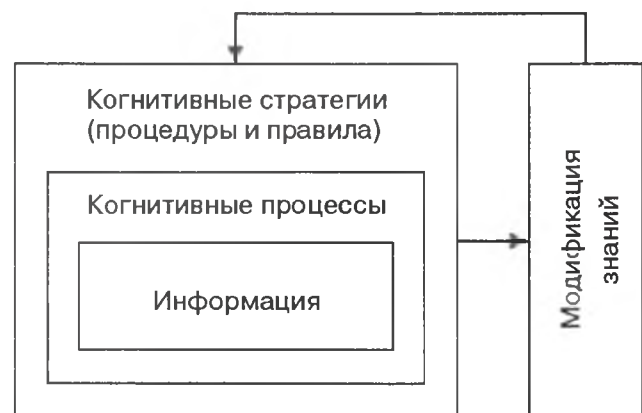 Когнитивные стратегии
(процедуры и правила)
Когнитивные процессы
Информация
Модификация
знаний